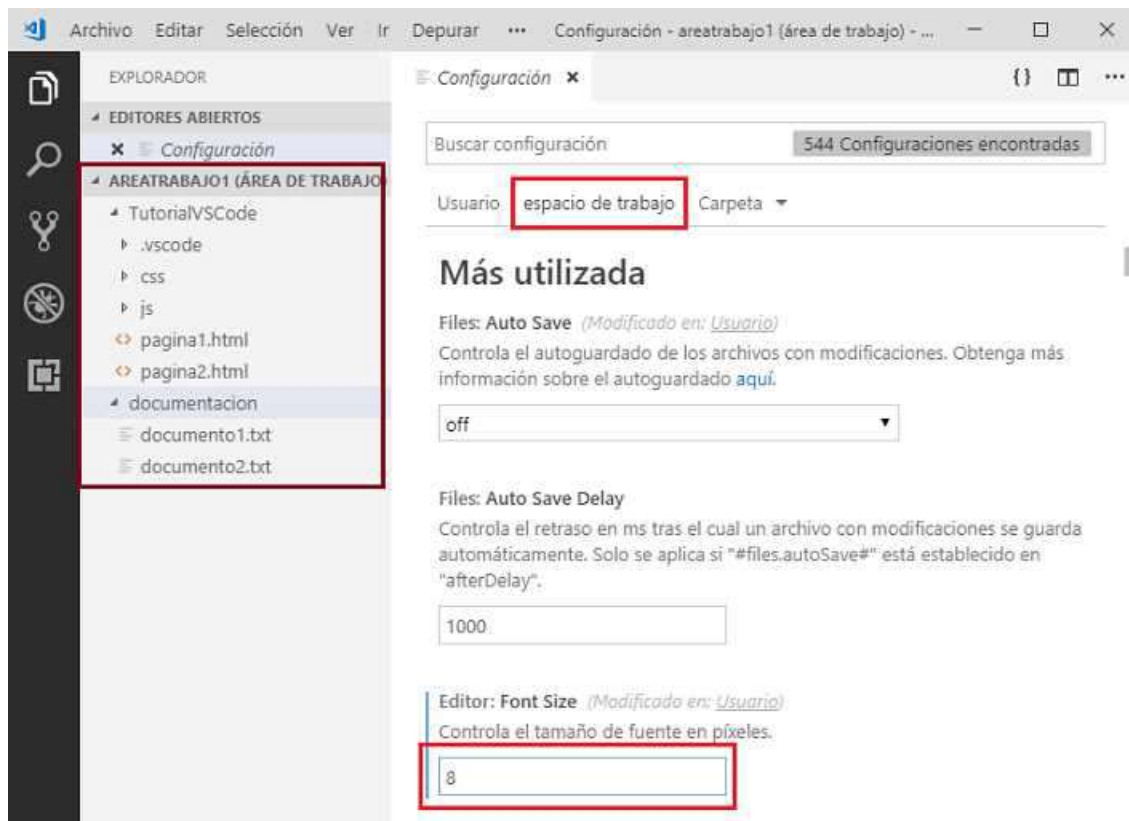 Archivo Editar Selección Ver Ir Depurar ··· Configuración - areatrabajo1 (área de trabajo) - ...
EXPLORADOR
EDITORES ABIERTOS
Configuración
AREATRABAJO1 (ÁREA DE TRABAJO)
TutorialVSCode
.vscode
css
js
pagina1.html
pagina2.html
documentacion
documento1.txt
documento2.txt
Configuración
{} ···
Buscar configuración 544 Configuraciones encontradas
Usuario espacio de trabajo Carpeta
Más utilizada
Files: Auto Save (Modificado en: Usuario)
Controla el autoguardado de los archivos con modificaciones. Obtenga más
información sobre el autoguardado aquí.
off
Files: Auto Save Delay
Controla el retraso en ms tras el cual un archivo con modificaciones se guarda
automáticamente. Solo se aplica si "#files.autoSave#" está establecido en
"afterDelay".
1000
Editor: Font Size (Modificado en: Usuario)
Controla el tamaño de fuente en píxeles.
8